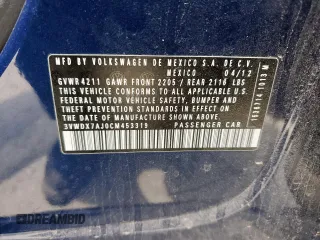 MFD. BY VOLKSWAGEN DE MEXICO S.A. DE C.V.
MEXICO 04/12
GVWR 4211 GAWR FRONT 2205 / REAR 2116 LBS
THIS VEHICLE CONFORMS TO ALL APPLICABLE U.S.
FEDERAL MOTOR VEHICLE SAFETY, BUMPER AND
THEFT PREVENTION STANDARDS IN EFFECT ON
THE DATE OF MANUFACTURE SHOWN ABOVE
3VWDX7AJ0CM453319 PASSENGER CAR
DREAMBID